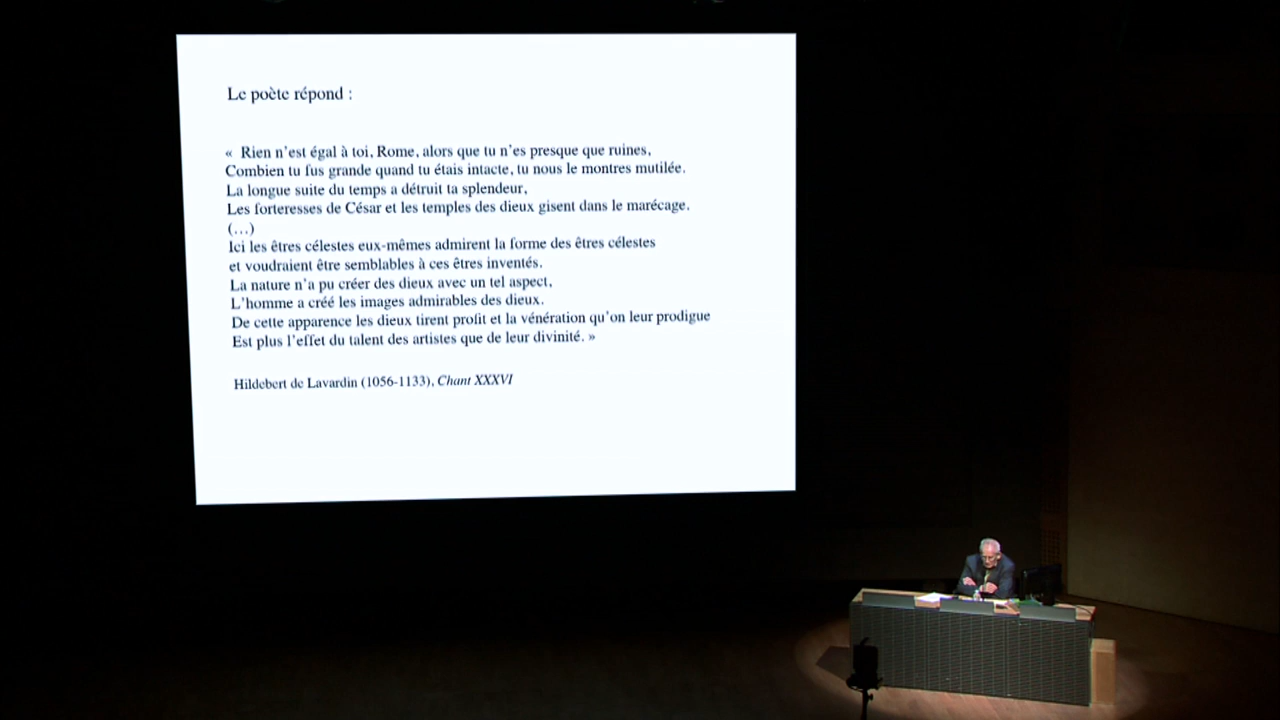 Le poète répond :
« Rien n'est égal à toi, Rome, alors que tu n'es presque que ruines,
Combien tu fus grande quand tu étais intacte, tu nous le montres mutilée.
La longue suite du temps a détruit ta splendeur,
Les forteresses de César et les temples des dieux gisent dans le marécage.
(…)
Ici les êtres célestes eux-mêmes admirent la forme des êtres célestes
et voudraient être semblables à ces êtres inventés.
La nature n'a pu créer des dieux avec un tel aspect,
L'homme a créé les images admirables des dieux.
De cette apparence les dieux tirent profit et la vénération qu'on leur prodigue
Est plus l'effet du talent des artistes que de leur divinité. »
Hildebert de Lavardin (1056-1133), Chant XXXVI